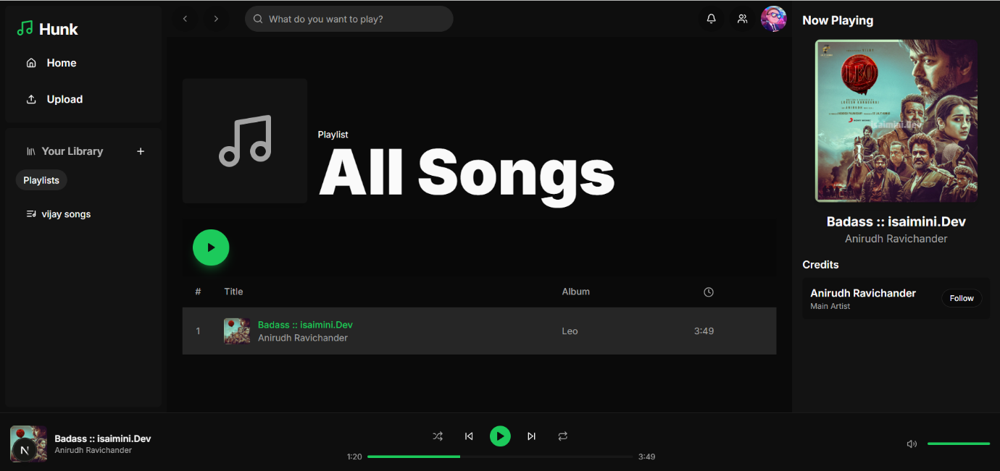 Hunk
Home
Upload
Your Library
Playlists
vijay songs
What do you want to play?
Playlist
All Songs
# Title Album
1 Badass :: isaimini.Dev Leo 3:49
Anirudh Ravichander
Now Playing
LEO
isaimini.Dev
Badass :: isaimini.Dev
Anirudh Ravichander
Credits
Anirudh Ravichander
Main Artist
Follow
N
Badass :: isaimini.Dev
Anirudh Ravichander
1:20
3:49